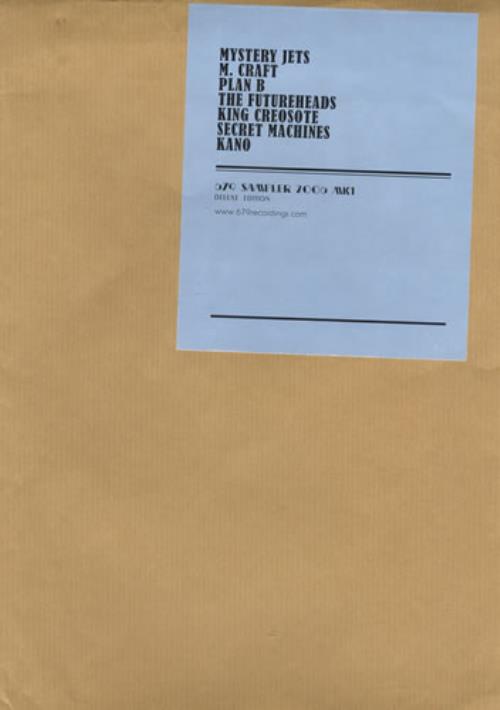 MYSTERY JETS
M. CRAFT
PLAN B
THE FUTUREHEADS
KING CREOSOTE
SECRET MACHINES
KANO
679 SAMPLER 2006 MK1
DELUXE EDITION
www.679recordings.com